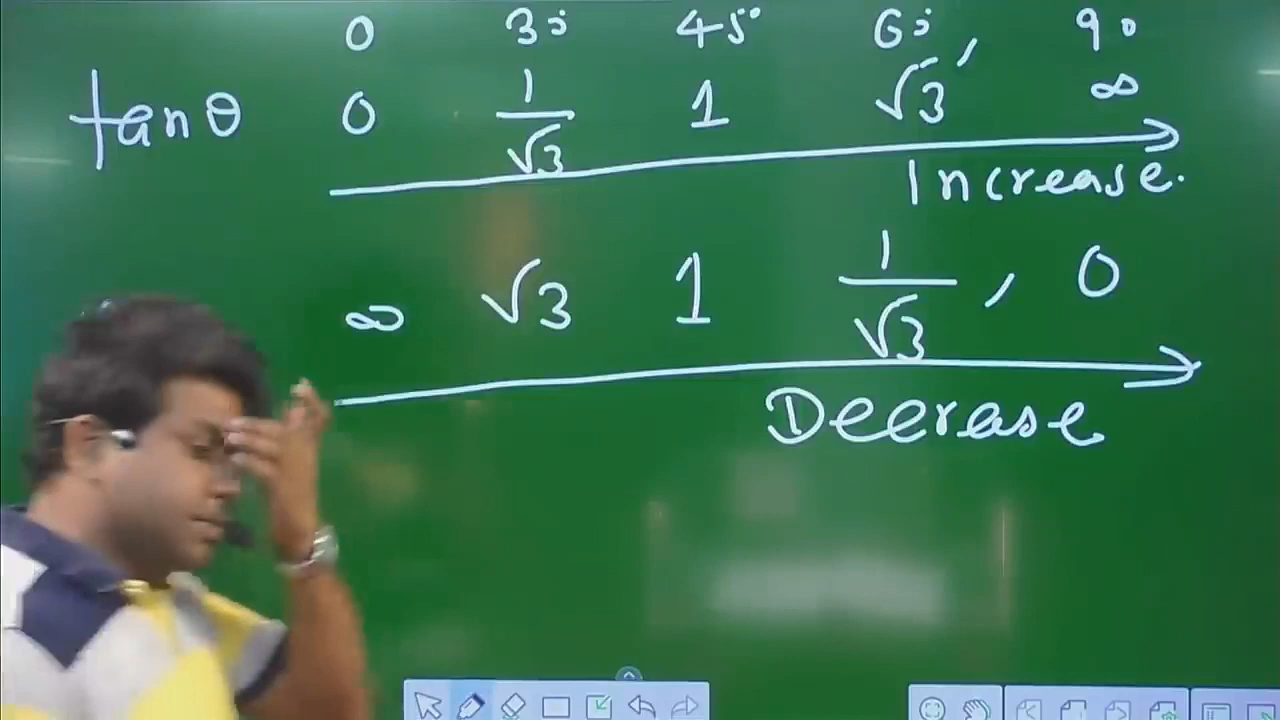 0 30 45° 60, 90
tanθ 0 1/√3 1 √3 ∞
Increase.
∞ √3 1 1/√3, 0
Deerase